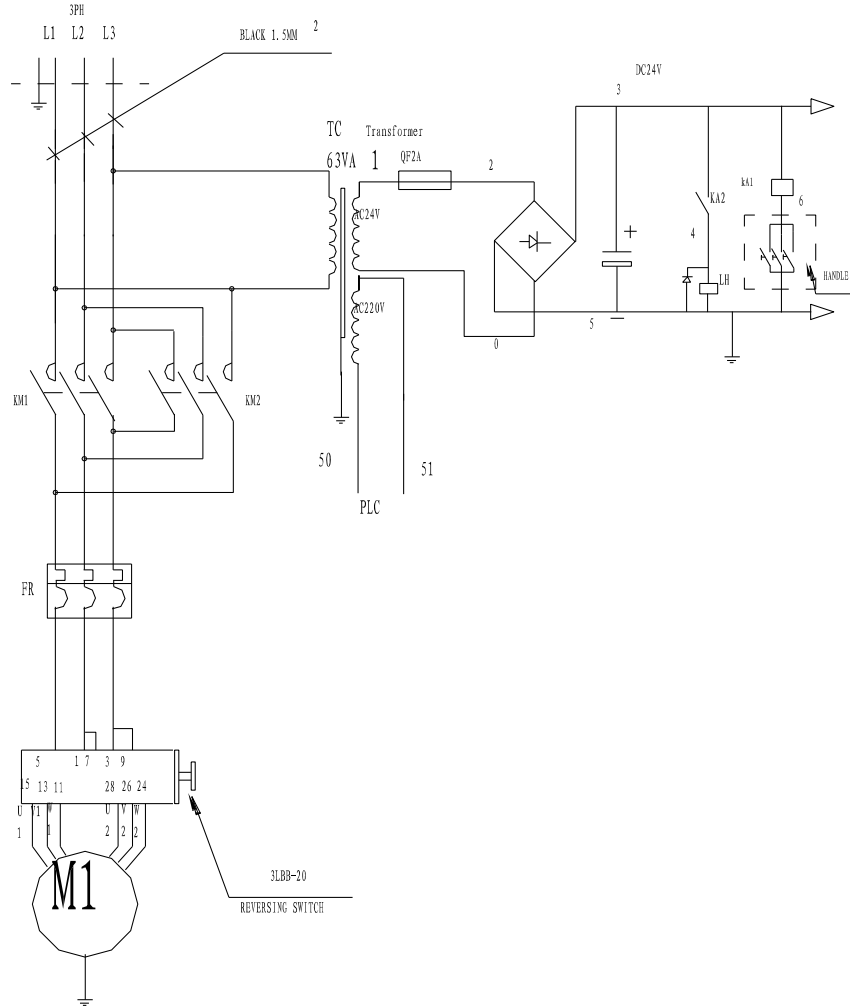 3PH
L1 L2 L3
BLACK 1.5MM 2
DC24V
3
TC Transformer
63VA 1 QF2A
2
kA1
KA2
6
AC24V
4
+
HANDLE
LH
AC220V
5
0
KM1
KM2
50
51
PLC
FR
5 1 7 3 9
15 13 11 28 26 24
U V1 W U V W
1 1 2 2 2
M1
3LBB-20
REVERSING SWITCH